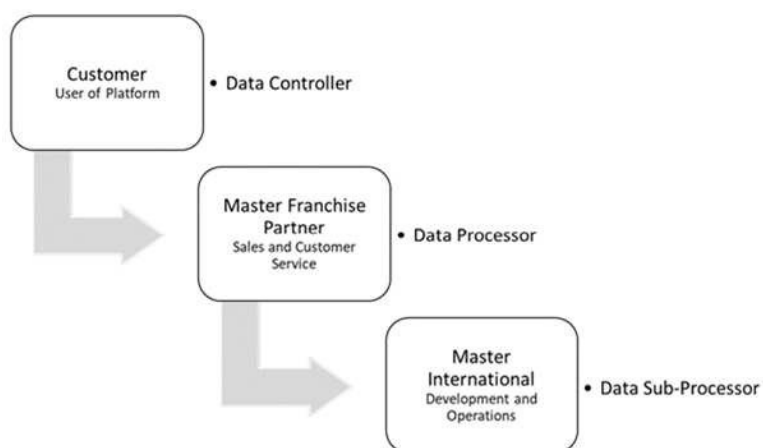 Customer
User of Platform
• Data Controller
Master Franchise
Partner
Sales and Customer
Service
• Data Processor
Master
International
Development and
Operations
• Data Sub-Processor